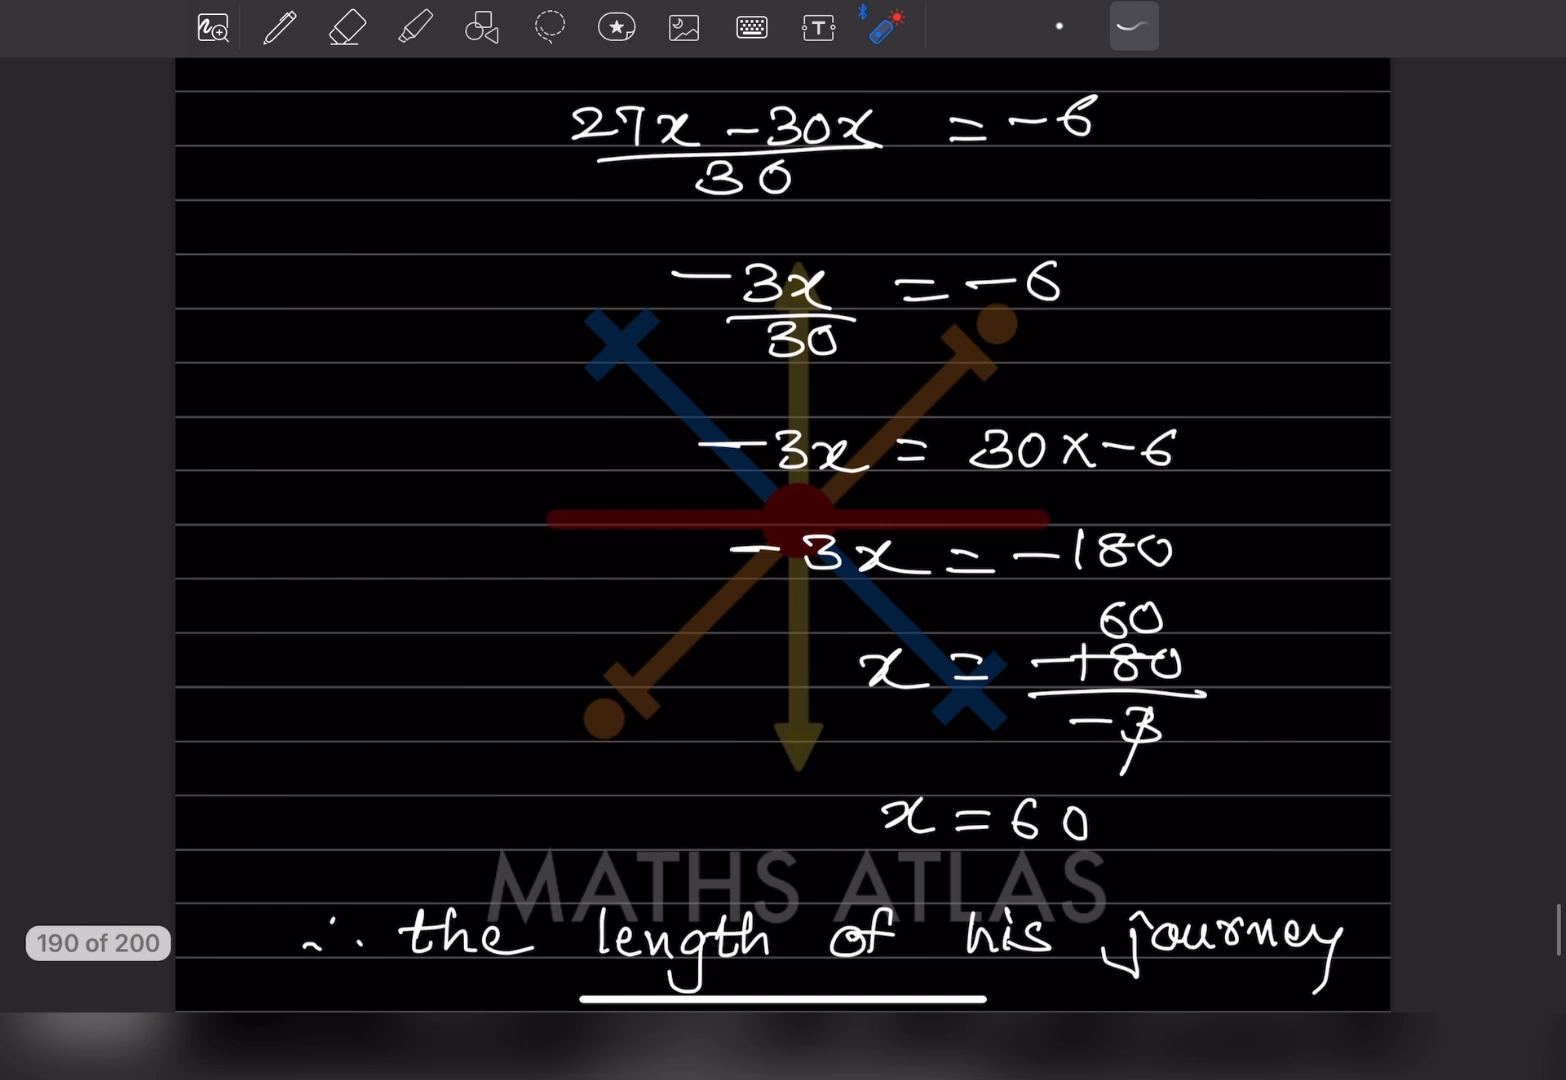 27x - 30x = -6
30
-3x = -6
30
-3x = 30 × -6
-3x = -180
60
x = -180
-3
x = 60
MATHS ATLAS
190 of 200
∴ the length of his journey